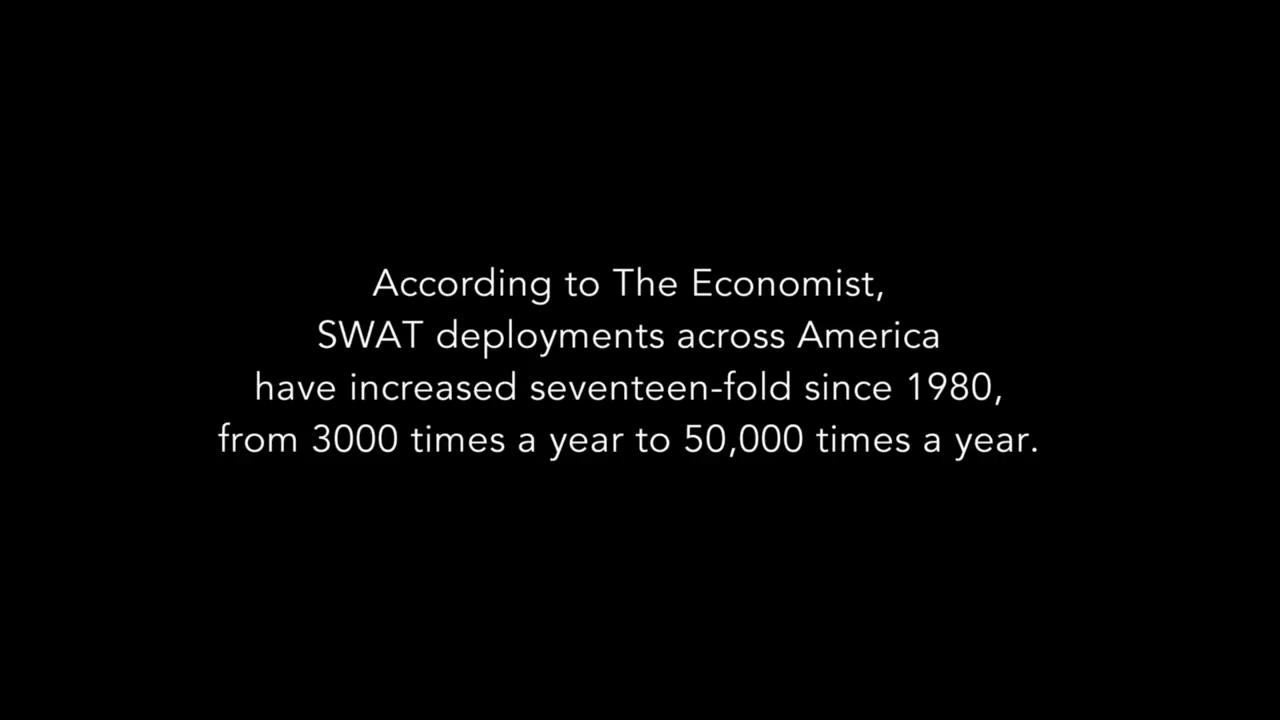 According to The Economist,
SWAT deployments across America
have increased seventeen-fold since 1980,
from 3000 times a year to 50,000 times a year.